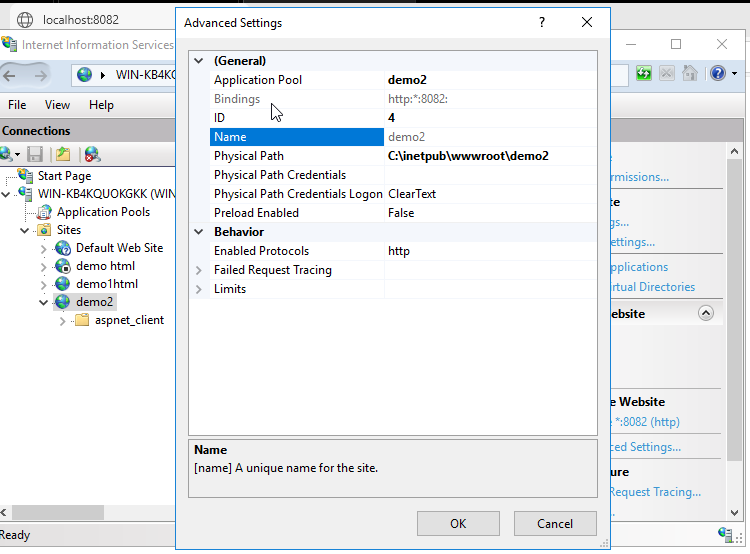 localhost:8082
Internet Information Services
Advanced Settings
?
WIN-KB4KQ
File View Help
Connections
Start Page
WIN-KB4KQUOKGKK (WIN
Application Pools
Sites
Default Web Site
demo html
demo1html
demo2
aspnet_client
Ready
(General)
Application Pool demo2
Bindings http:*:8082:
ID 4
Name demo2
Physical Path C:\inetpub\wwwroot\demo2
Physical Path Credentials
Physical Path Credentials Logon ClearText
Preload Enabled False
Behavior
Enabled Protocols http
Failed Request Tracing
Limits
Name
[name] A unique name for the site.
OK Cancel
ermissions...
te
gs...
ettings...
pplications
irtual Directories
ebsite
e Website
*:8082 (http)
ced Settings...
ure
Request Tracing...